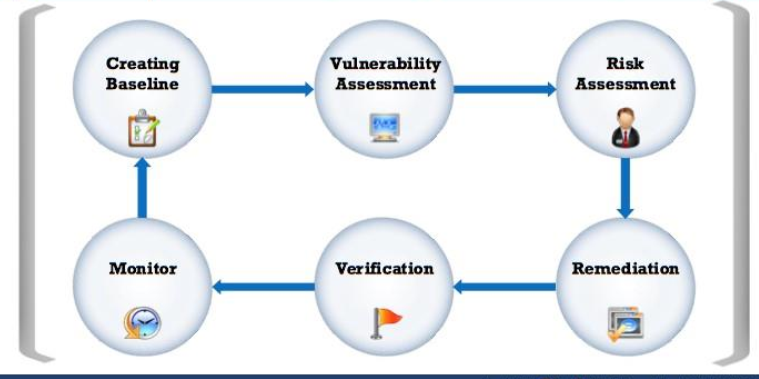 Creating
Baseline
Vulnerability
Assessment
Risk
Assessment
Monitor
Verification
Remediation